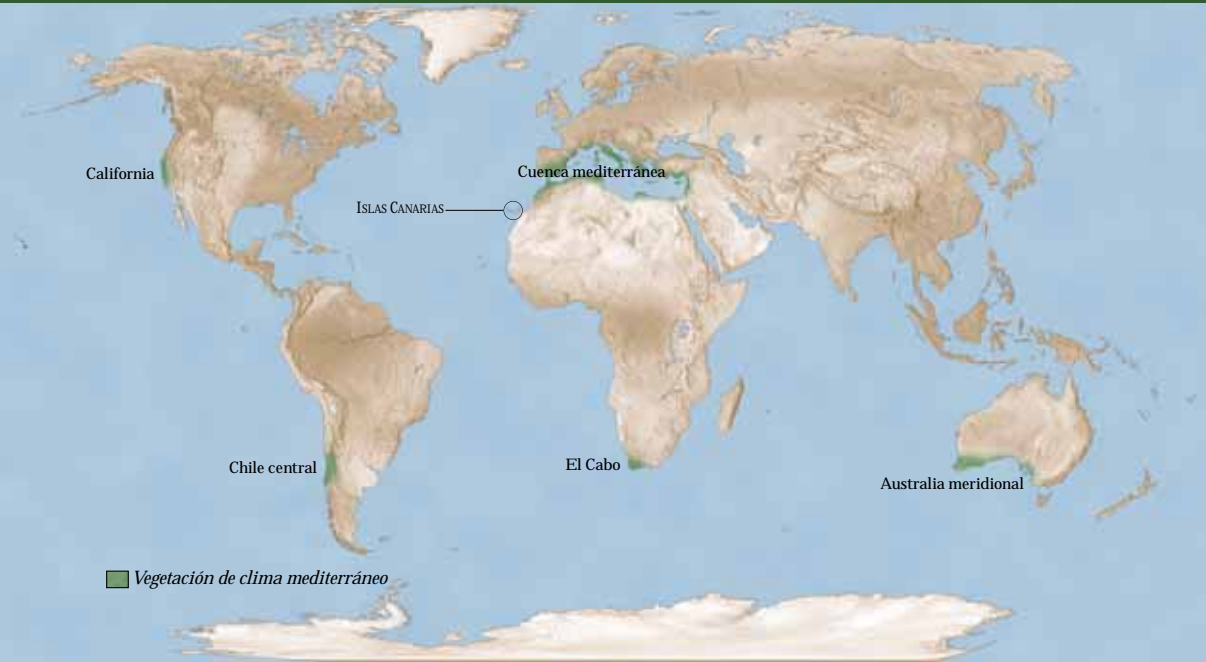 California
Cuenca mediterránea
ISLAS CANARIAS
Chile central
El Cabo
Australia meridional
Vegetación de clima mediterráneo